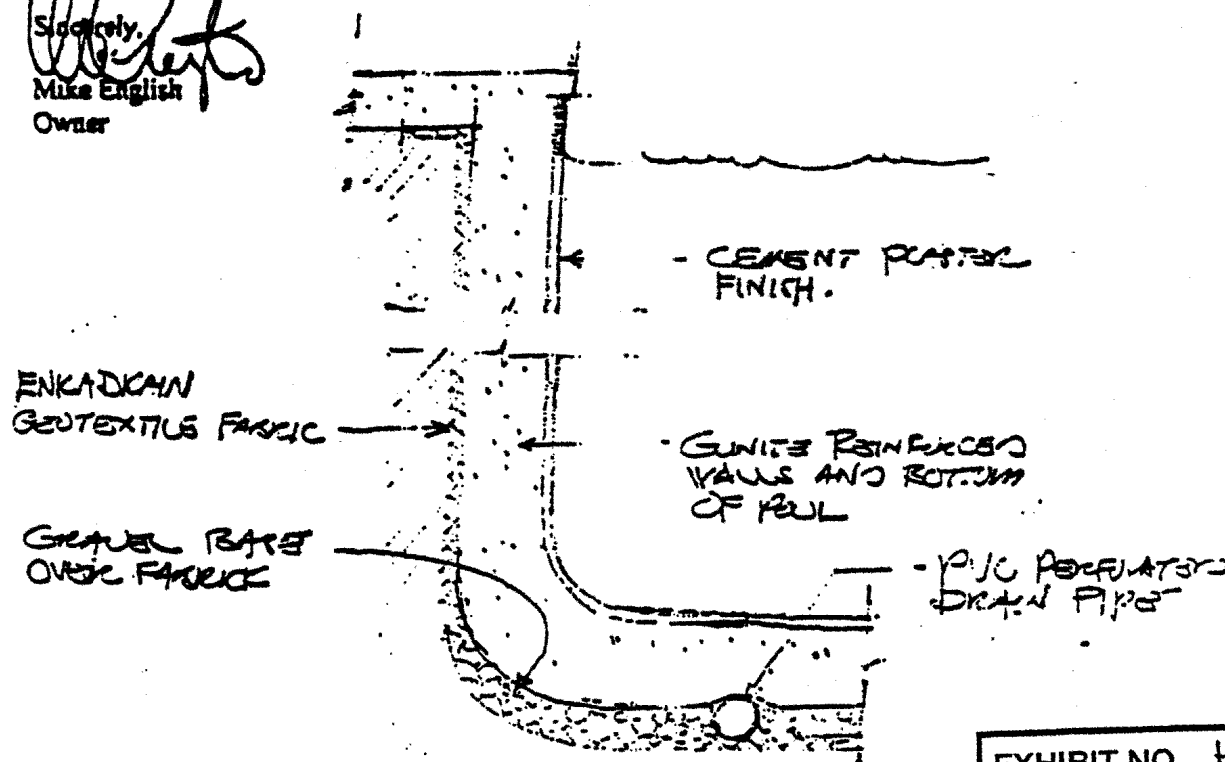 Sincerely,
Mike English
Owner
- CEMENT PLASTER
FINISH.
ENKADRAIN
GEOTEXTILE FABRIC
- GUNITE REINFORCED
WALLS AND BOTTOM
OF POOL
GRAVEL BASE
OVER FABRIC
- PVC PERFORATED
DRAIN PIPE
EXHIBIT NO.